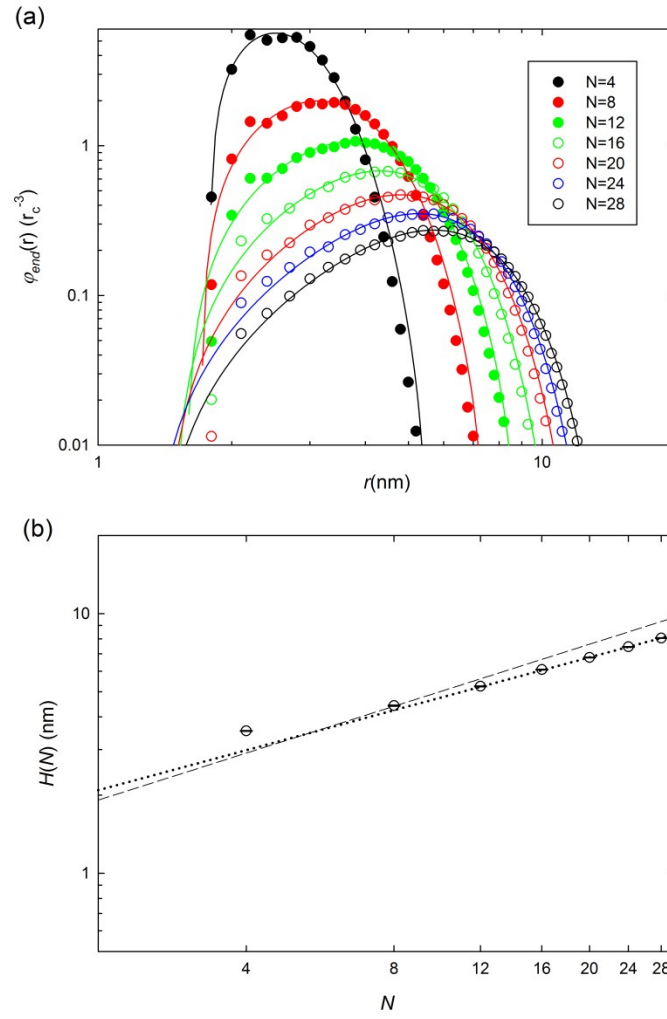 (a)
φend(r) (rc-3)
1
0.1
0.01
N=4
N=8
N=12
N=16
N=20
N=24
N=28
1
10
r(nm)
(b)
H(N) (nm)
10
1
4
8
12
16
20
24
28
N